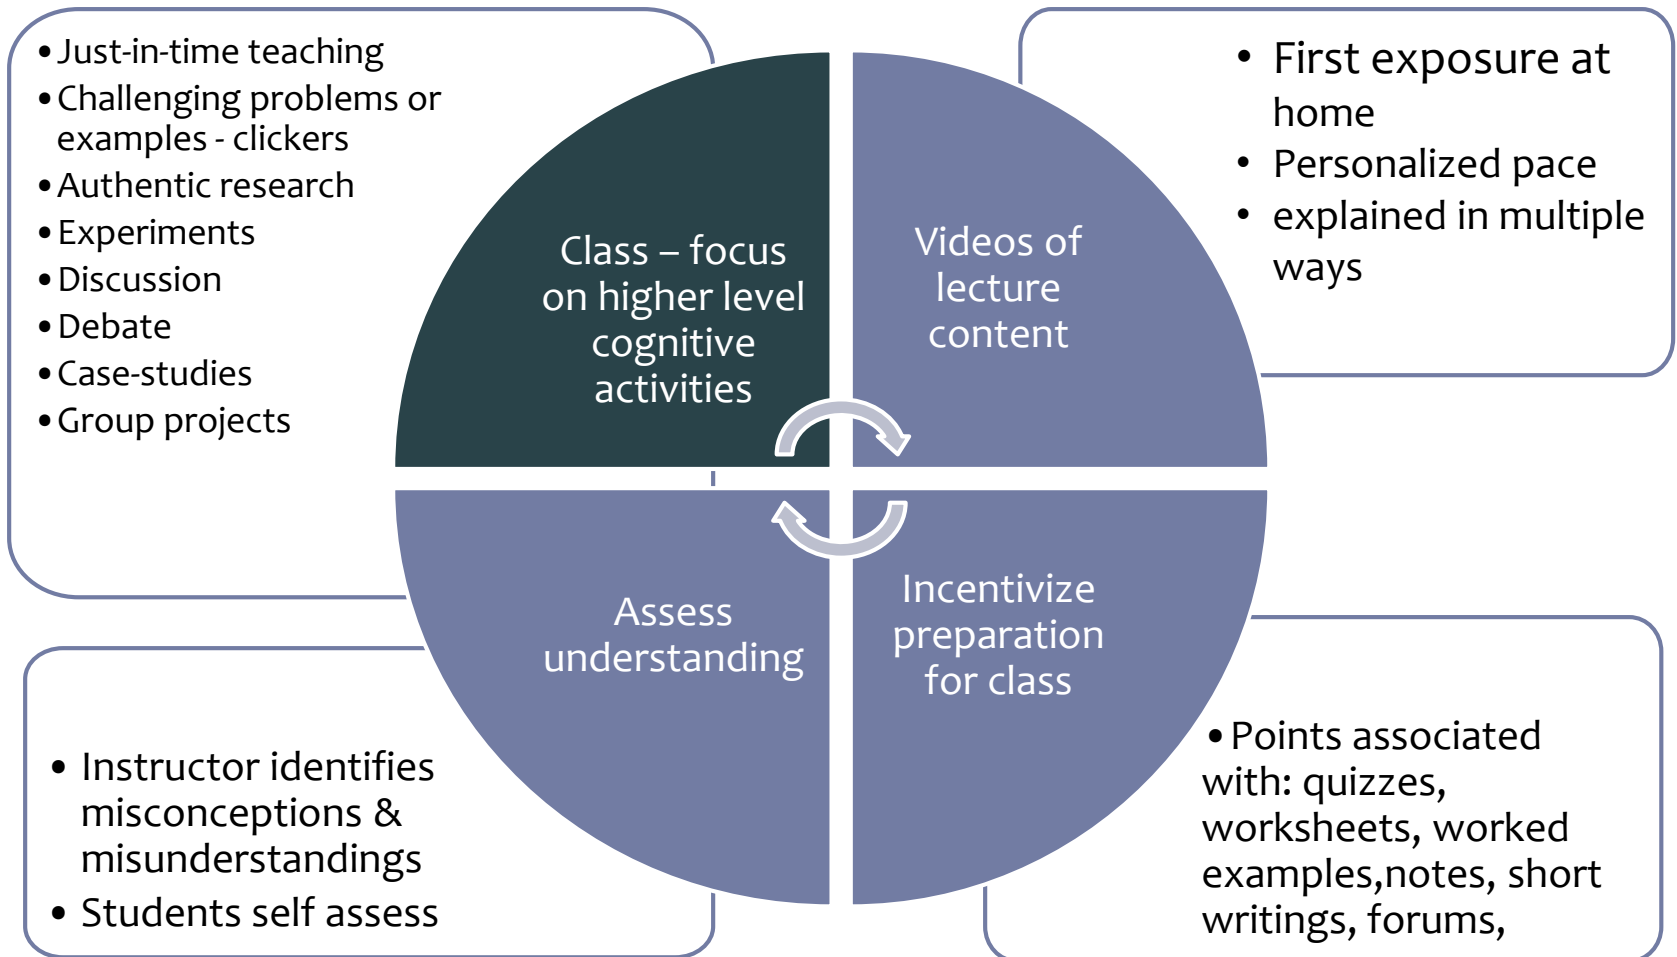 •Just-in-time teaching
•Challenging problems or
examples - clickers
•Authentic research
•Experiments
•Discussion
•Debate
•Case-studies
•Group projects
Class – focus
on higher level
cognitive
activities
Videos of
lecture
content
• First exposure at
home
• Personalized pace
• explained in multiple
ways
Assess
understanding
Incentivize
preparation
for class
• Instructor identifies
misconceptions &
misunderstandings
• Students self assess
•Points associated
with: quizzes,
worksheets, worked
examples,notes, short
writings, forums,